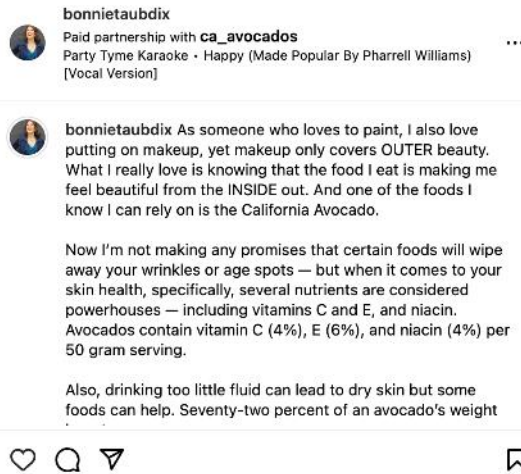 bonnietaubdix
Paid partnership with ca_avocados
Party Tyme Karaoke • Happy (Made Popular By Pharrell Williams)
[Vocal Version]
bonnietaubdix As someone who loves to paint, I also love
putting on makeup, yet makeup only covers OUTER beauty.
What I really love is knowing that the food I eat is making me
feel beautiful from the INSIDE out. And one of the foods I
know I can rely on is the California Avocado.
Now I'm not making any promises that certain foods will wipe
away your wrinkles or age spots — but when it comes to your
skin health, specifically, several nutrients are considered
powerhouses — including vitamins C and E, and niacin.
Avocados contain vitamin C (4%), E (6%), and niacin (4%) per
50 gram serving.
Also, drinking too little fluid can lead to dry skin but some
foods can help. Seventy-two percent of an avocado's weight